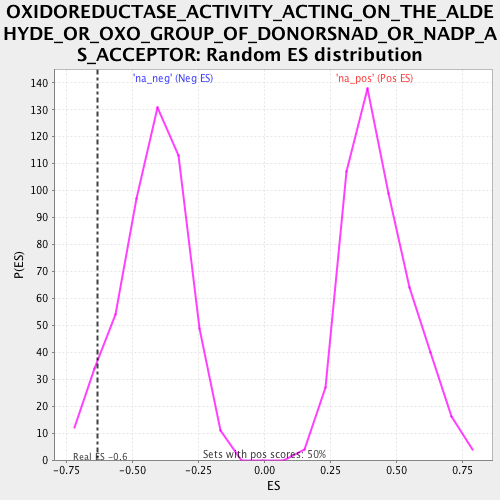 OXIDOREDUCTASE_ACTIVITY_ACTING_ON_THE_ALDE
HYDE_OR_OXO_GROUP_OF_DONORSNAD_OR_NADP_A
S_ACCEPTOR: Random ES distribution
'na_neg' (Neg ES) 'na_pos' (Pos ES)
140
130
120
110
100
90
80
70
60
50
40
30
20
10
0
P(ES)
Real ES -0.6 Sets with pos scores: 50%
-0.75 -0.50 -0.25 0.00 0.25 0.50 0.75
ES